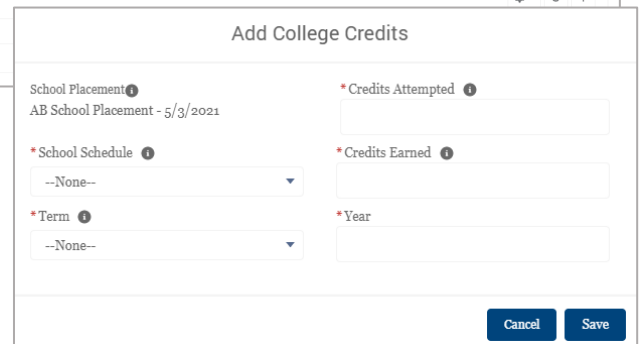 Add College Credits
School Placement
AB School Placement - 5/3/2021
*Credits Attempted
*School Schedule
--None--
*Credits Earned
*Term
--None--
*Year
Cancel
Save